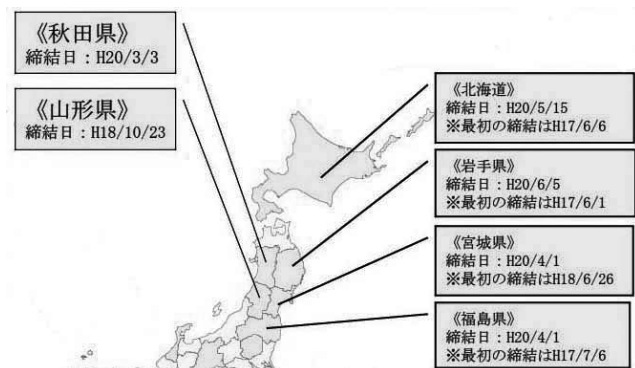 《秋田県》
締結日：H20/3/3
《山形県》
締結日：H18/10/23
《北海道》
締結日：H20/5/15
※最初の締結はH17/6/6
《岩手県》
締結日：H20/6/5
※最初の締結はH17/6/1
《宮城県》
締結日：H20/4/1
※最初の締結はH18/6/26
《福島県》
締結日：H20/4/1
※最初の締結はH17/7/6